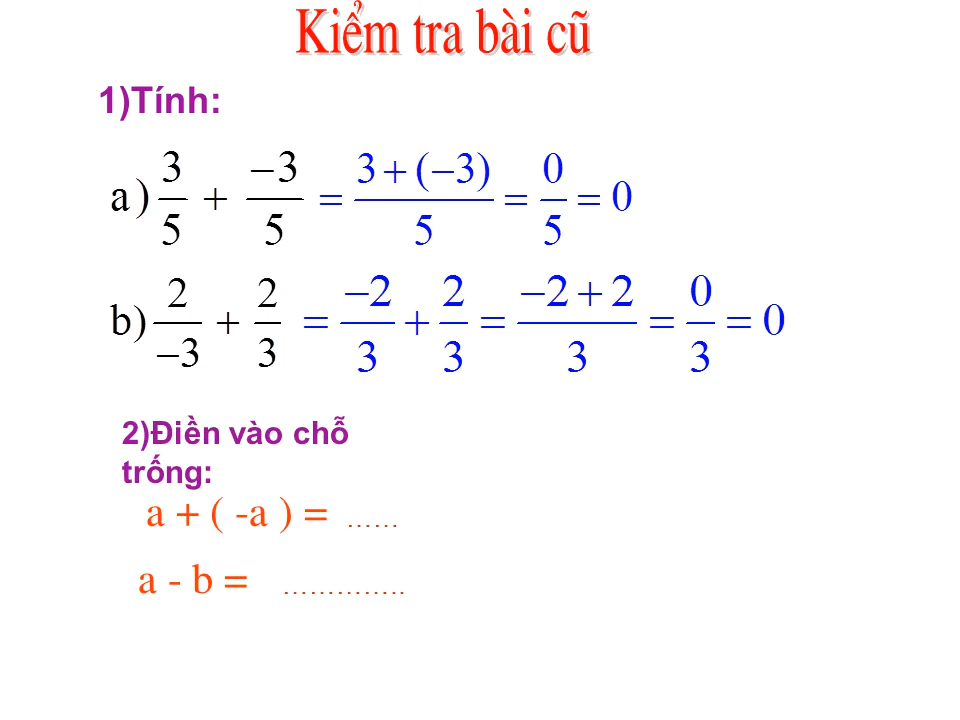 Kiểm tra bài cũ
1)Tính:
a) 3/5 + −3/5 = 3+(−3)/5 = 0/5 = 0
b) 2/−3 + 2/3 = −2/3 + 2/3 = −2+2/3 = 0/3 = 0
2)Điền vào chỗ
trống:
a + ( -a ) = ……
a - b = …………..